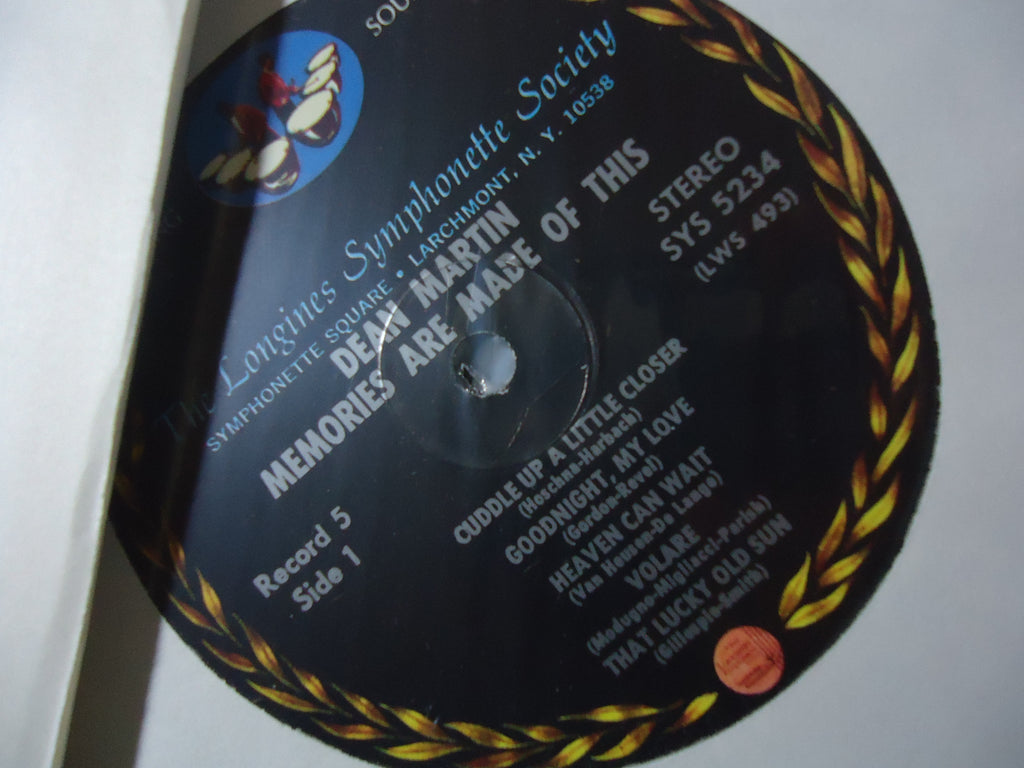 SOU
The Longines Symphonette Society
SYMPHONETTE SQUARE • LARCHMONT, N. Y. 10538
DEAN MARTIN
MEMORIES ARE MADE OF THIS
STEREO
SYS 5234
(LWS 493)
Record 5
Side 1
CUDDLE UP A LITTLE CLOSER
(Hoschna-Harbach)
GOODNIGHT, MY LOVE
(Gordon-Revel)
HEAVEN CAN WAIT
(Van Heusen-De Lange)
VOLARE
(Modugno-Migliacci-Parish)
THAT LUCKY OLD SUN
(Gillespie-Smith)